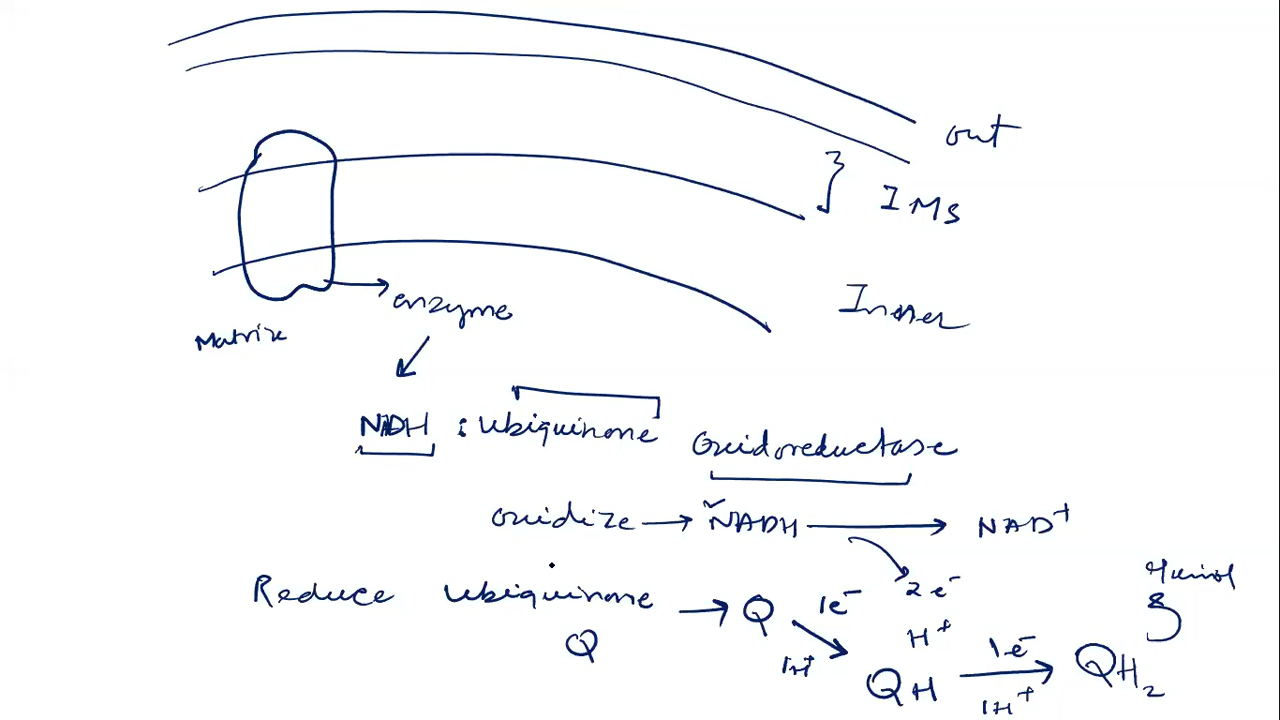 out
} IMS
Inner
enzyme
Matrix
NADH : Ubiquinone Oxidoreductase
oxidize → NADH → NAD+
2e-
H+
Reduce Ubiquinone → Q
Q
1e-
1H+
QH
1e-
1H+
QH2